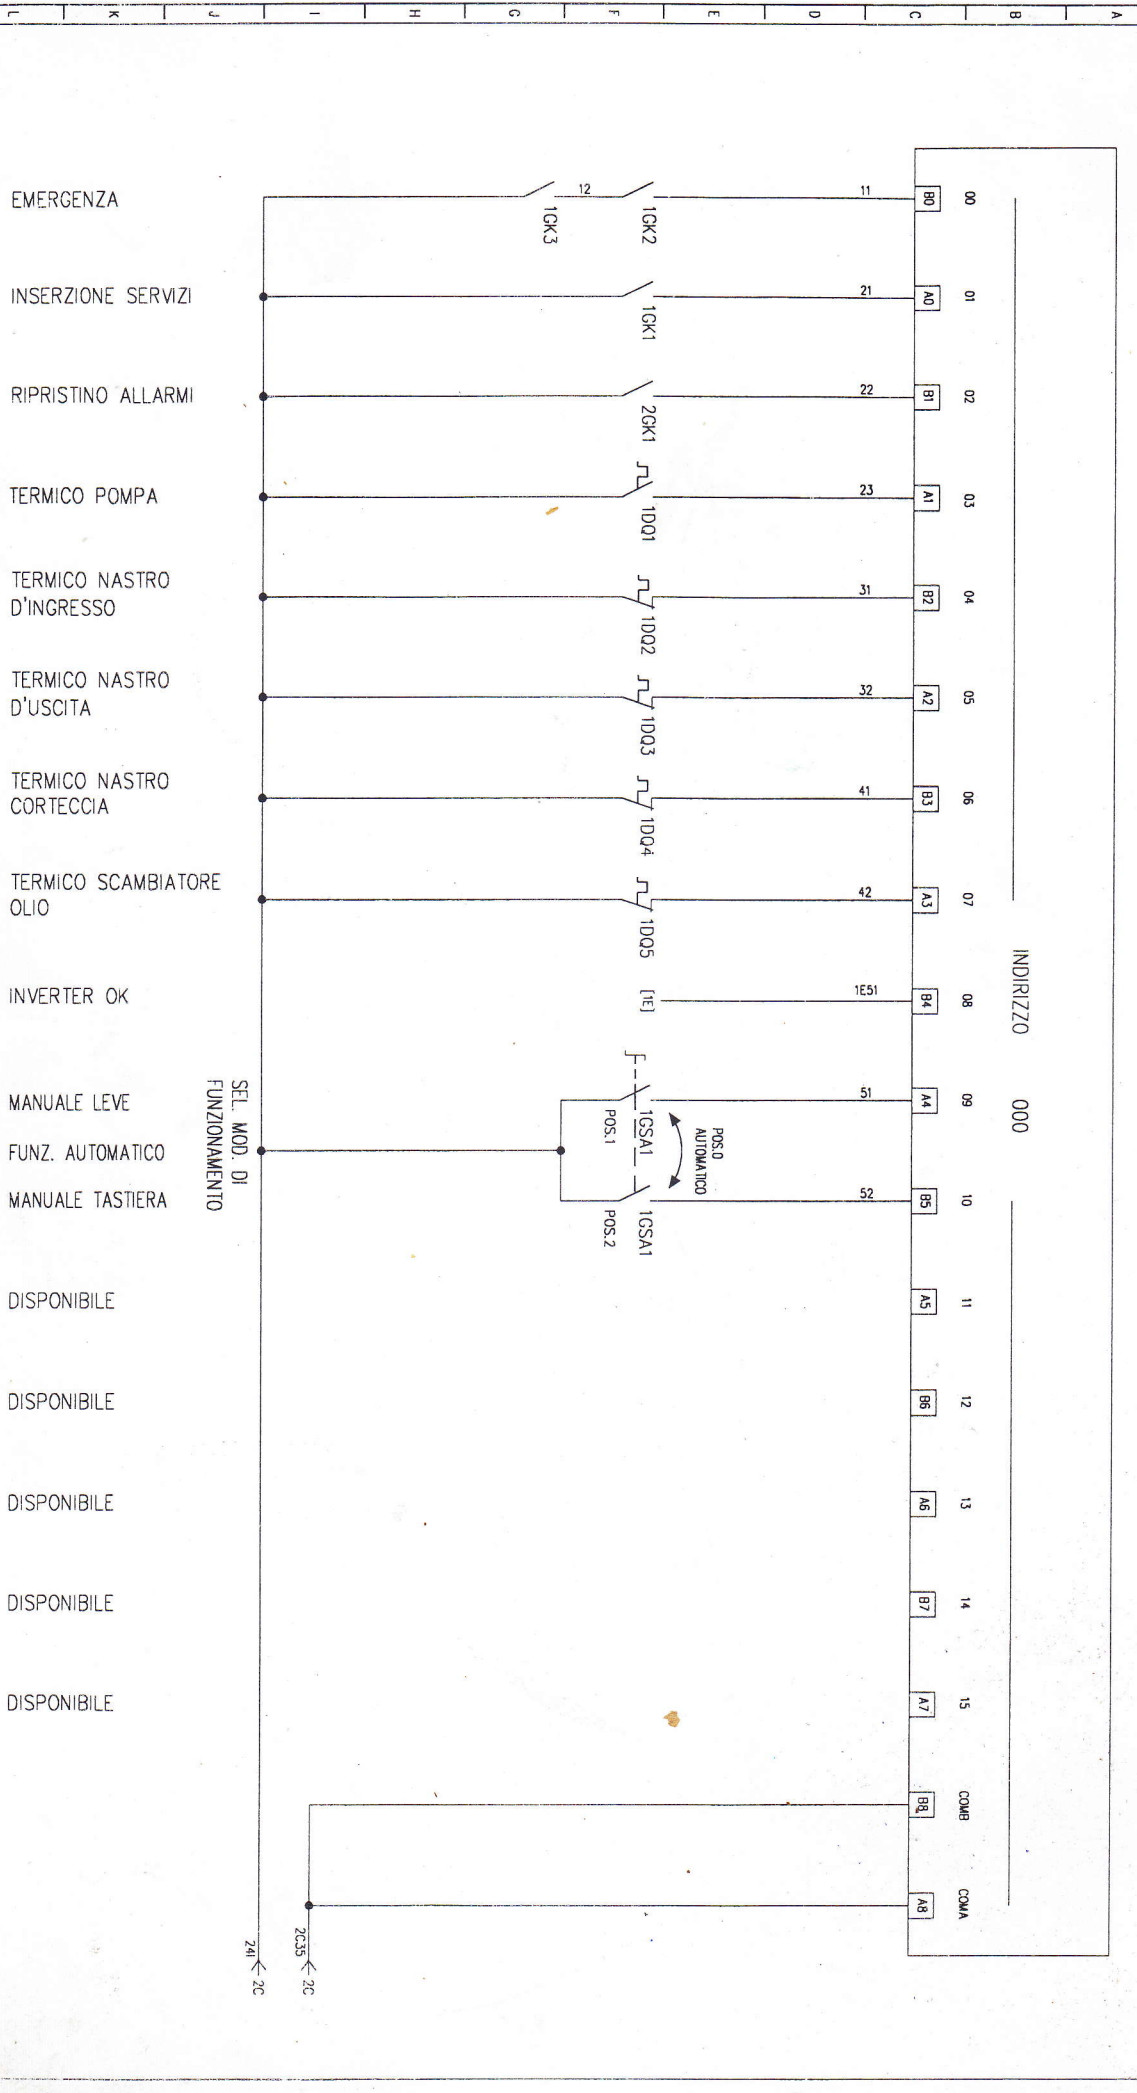 L K J I H G F E D C B A
EMERGENZA
1GK3
12
1GK2
11
B0
00
INSERZIONE SERVIZI
1GK1
21
A0
01
RIPRISTINO ALLARMI
2GK1
22
B1
02
TERMICO POMPA
1DQ1
23
A1
03
TERMICO NASTRO
D'INGRESSO
1DQ2
31
B2
04
TERMICO NASTRO
D'USCITA
1DQ3
32
A2
05
TERMICO NASTRO
CORTECCIA
1DQ4
41
B3
06
TERMICO SCAMBIATORE
OLIO
1DQ5
42
A3
07
INDIRIZZO 000
INVERTER OK
[1E]
1E51
B4
08
MANUALE LEVE
1GSA1
POS.1
51
A4
09
FUNZ. AUTOMATICO
SEL. MOD. DI
FUNZIONAMENTO
POS.0
AUTOMATICO
MANUALE TASTIERA
1GSA1
POS.2
52
B5
10
DISPONIBILE
A5
11
DISPONIBILE
B6
12
DISPONIBILE
A6
13
DISPONIBILE
B7
14
DISPONIBILE
A7
15
B8
COMB
A8
COMA
2C35
2C
24I
2C